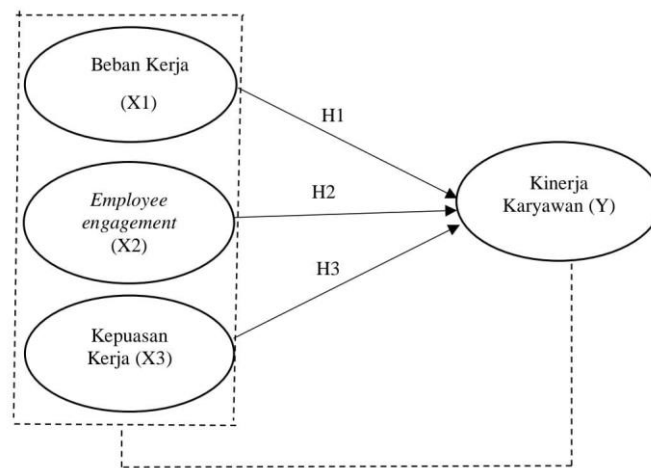 Beban Kerja
(X1)
H1
Employee
engagement
(X2)
H2
Kinerja
Karyawan (Y)
H3
Kepuasan
Kerja (X3)